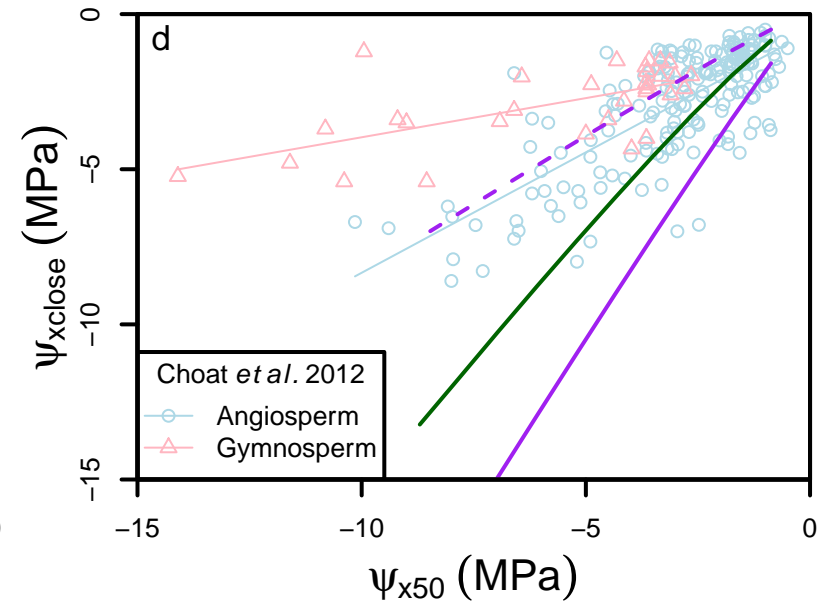 d
0
−5
−10
−15
ψxclose (MPa)
Choat et al. 2012
Angiosperm
Gymnosperm
−15
−10
−5
0
ψx50 (MPa)